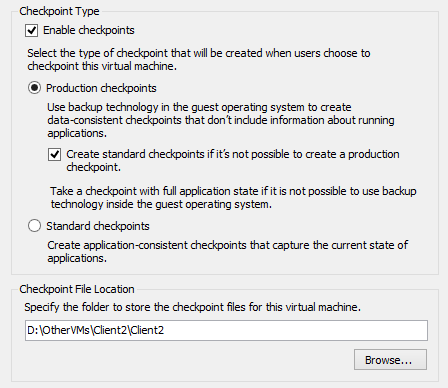 Checkpoint Type
Enable checkpoints
Select the type of checkpoint that will be created when users choose to
checkpoint this virtual machine.
Production checkpoints
Use backup technology in the guest operating system to create
data-consistent checkpoints that don't include information about running
applications.
Create standard checkpoints if it's not possible to create a production
checkpoint.
Take a checkpoint with full application state if it is not possible to use backup
technology inside the guest operating system.
Standard checkpoints
Create application-consistent checkpoints that capture the current state of
applications.
Checkpoint File Location
Specify the folder to store the checkpoint files for this virtual machine.
D:\OtherVMs\Client2\Client2
Browse...